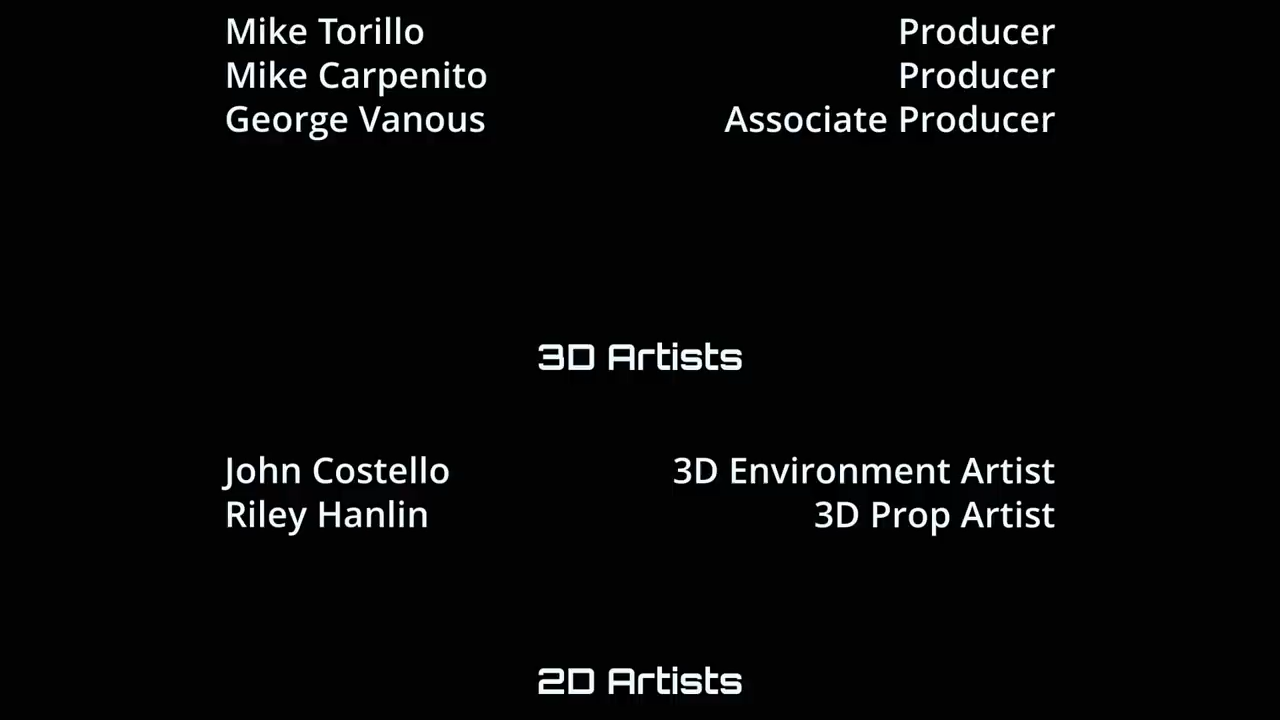 Mike Torillo Producer
Mike Carpenito Producer
George Vanous Associate Producer
3D Artists
John Costello 3D Environment Artist
Riley Hanlin 3D Prop Artist
2D Artists